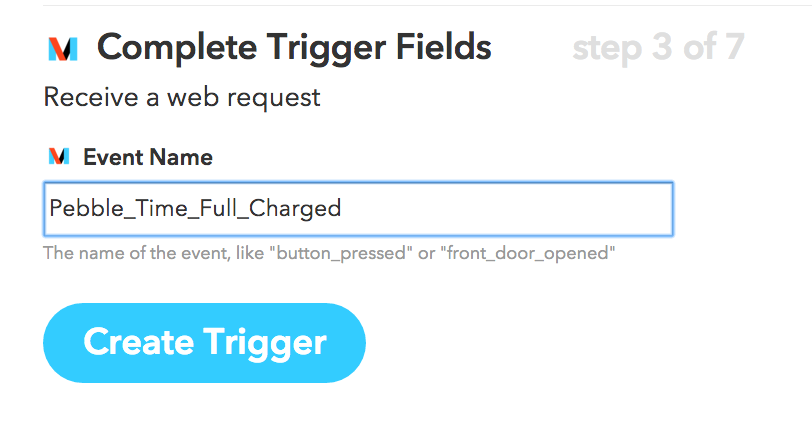 Complete Trigger Fields step 3 of 7
Receive a web request
Event Name
Pebble_Time_Full_Charged
The name of the event, like "button_pressed" or "front_door_opened"
Create Trigger